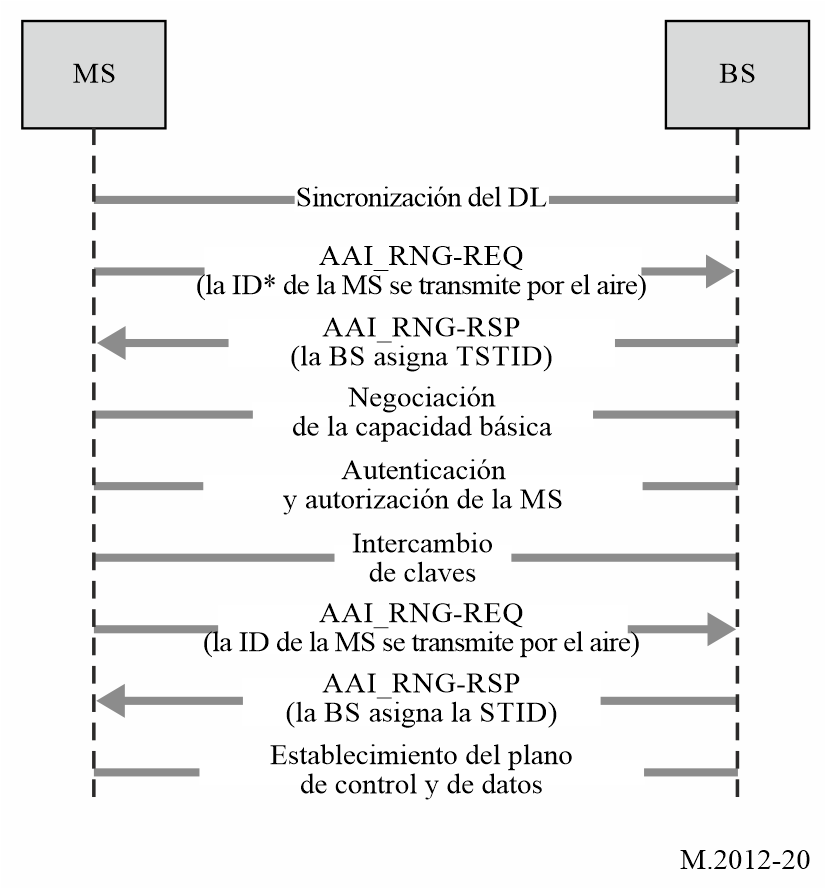 MS
BS
Sincronización del DL
AAI_RNG-REQ
(la ID* de la MS se transmite por el aire)
AAI_RNG-RSP
(la BS asigna TSTID)
Negociación
de la capacidad básica
Autenticación
y autorización de la MS
Intercambio
de claves
AAI_RNG-REQ
(la ID de la MS se transmite por el aire)
AAI_RNG-RSP
(la BS asigna la STID)
Establecimiento del plano
de control y de datos
M.2012-20